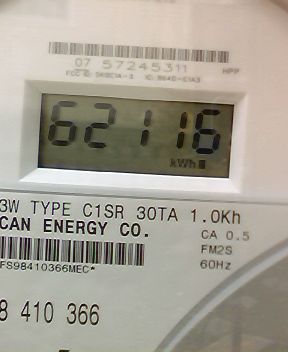 07 57245311
HPP
62116
kWh
3W TYPE C1SR 30TA 1.0Kh
CAN ENERGY CO.
CA 0.5
FM2S
60Hz
FS98410366MEC*
8 410 366